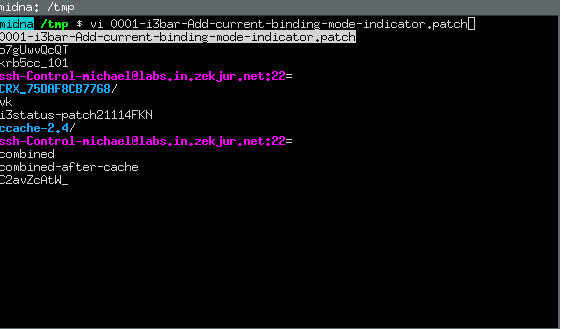 midna: /tmp
midna /tmp $ vi 0001-i3bar-Add-current-binding-mode-indicator.patch
0001-i3bar-Add-current-binding-mode-indicator.patch
o7gUwvQcQT
krb5cc_101
ssh-Control-michael@labs.in.zekjur.net:22=
CRX_75DAF8CB7768/
vk
i3status-patch21114FKN
ccache-2.4/
ssh-Control-michael@labs.in.zekjur.net:22=
combined
combined-after-cache
C2avZcAtW_